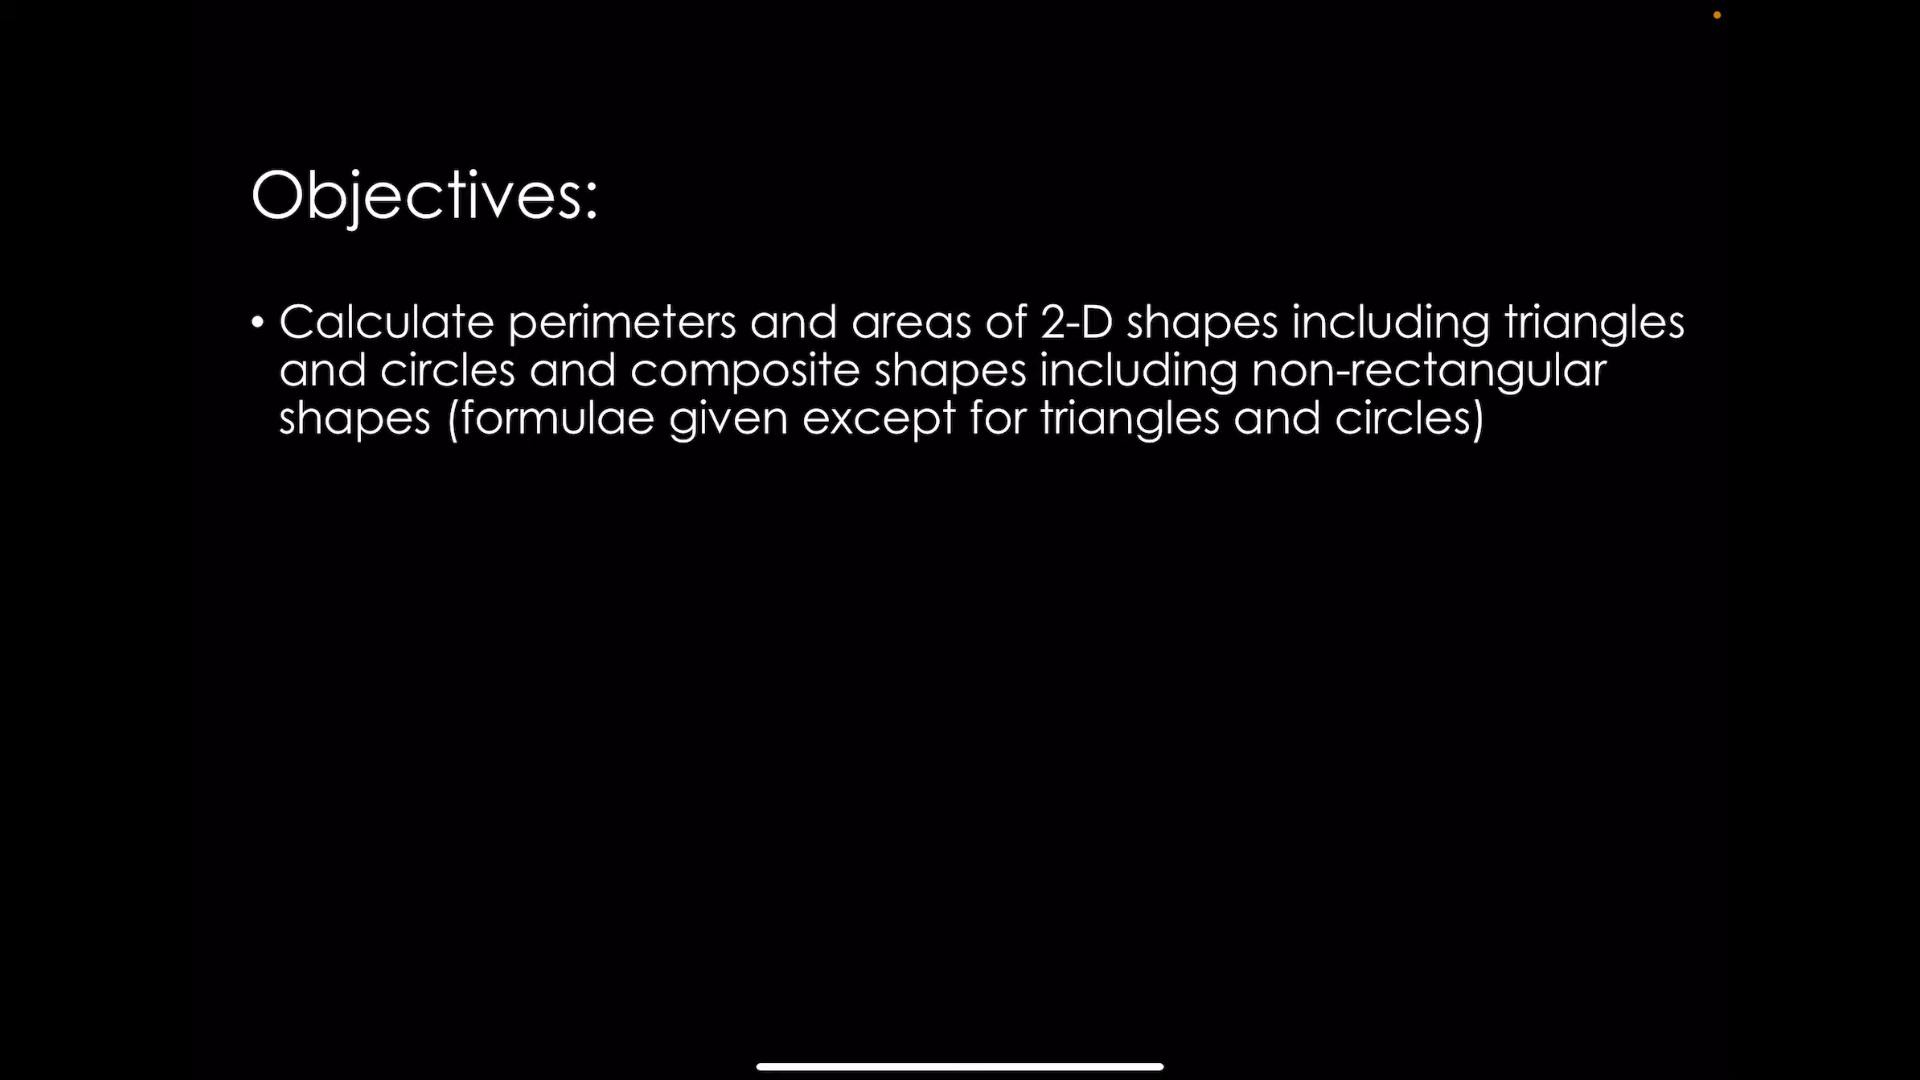 Objectives:
• Calculate perimeters and areas of 2-D shapes including triangles
and circles and composite shapes including non-rectangular
shapes (formulae given except for triangles and circles)